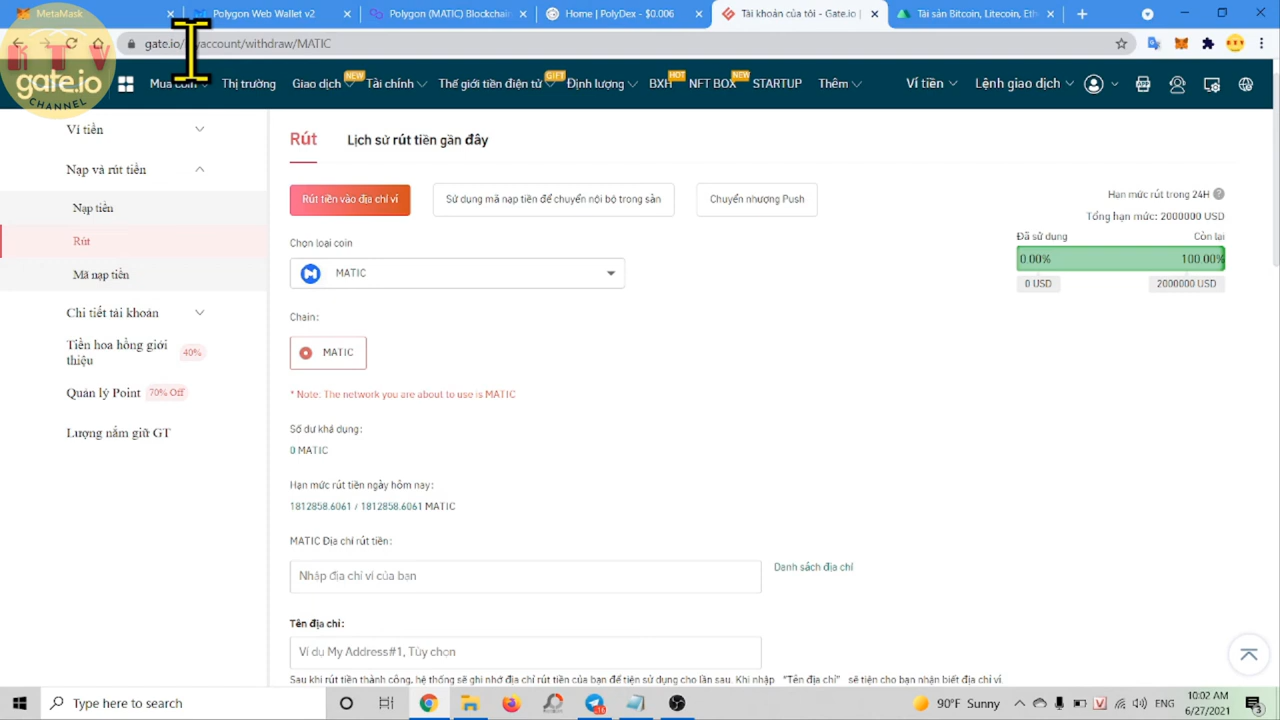 MetaMask
Polygon Web Wallet v2
Polygon (MATIC) Blockchain
Home | PolyDex - $0.006
Tài khoản của tôi - Gate.io |
Tài sản Bitcoin, Litecoin, Eth
KTV
gate.io
CHANNEL
gate.io/myaccount/withdraw/MATIC
Mua coin
Thị trường
Giao dịch
NEW
Tài chính
Thế giới tiền điện tử
GIFT
Định lượng
BXH
HOT
NFT BOX
NEW
STARTUP
Thêm
Ví tiền
Lệnh giao dịch
Ví tiền
Nạp và rút tiền
Nạp tiền
Rút
Mã nạp tiền
Chi tiết tài khoản
Tiền hoa hồng giới
thiệu
40%
Quản lý Point
70% Off
Lượng nắm giữ GT
Rút
Lịch sử rút tiền gần đây
Rút tiền vào địa chỉ ví
Sử dụng mã nạp tiền để chuyển nội bộ trong sàn
Chuyển nhượng Push
Hạn mức rút trong 24H
Tổng hạn mức: 2000000 USD
Đã sử dụng
Còn lại
0.00%
100.00%
0 USD
2000000 USD
Chọn loại coin
MATIC
Chain:
MATIC
* Note: The network you are about to use is MATIC
Số dư khả dụng:
0 MATIC
Hạn mức rút tiền ngày hôm nay:
1812858.6061 / 1812858.6061 MATIC
MATIC Địa chỉ rút tiền:
Nhập địa chỉ ví của bạn
Danh sách địa chỉ
Tên địa chỉ:
Ví dụ My Address#1, Tùy chọn
Sau khi rút tiền thành công, hệ thống sẽ ghi nhớ địa chỉ rút tiền của bạn để tiện sử dụng cho lần sau. Khi nhập "Tên địa chỉ" sẽ tiện cho bạn nhận biết địa chỉ ví.
Type here to search
90°F Sunny
ENG
10:02 AM
6/27/2021